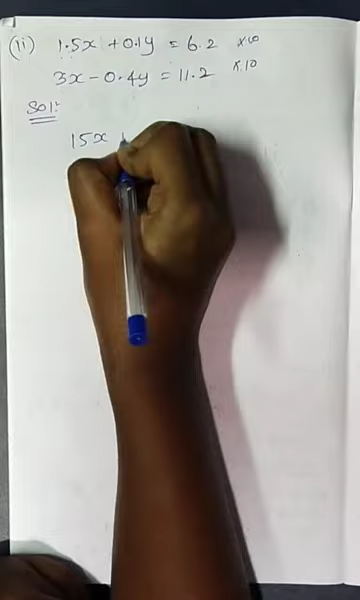 (ii) 1.5x + 0.1y = 6.2 ×10
3x - 0.4y = 11.2 ×10
Sol:
15x